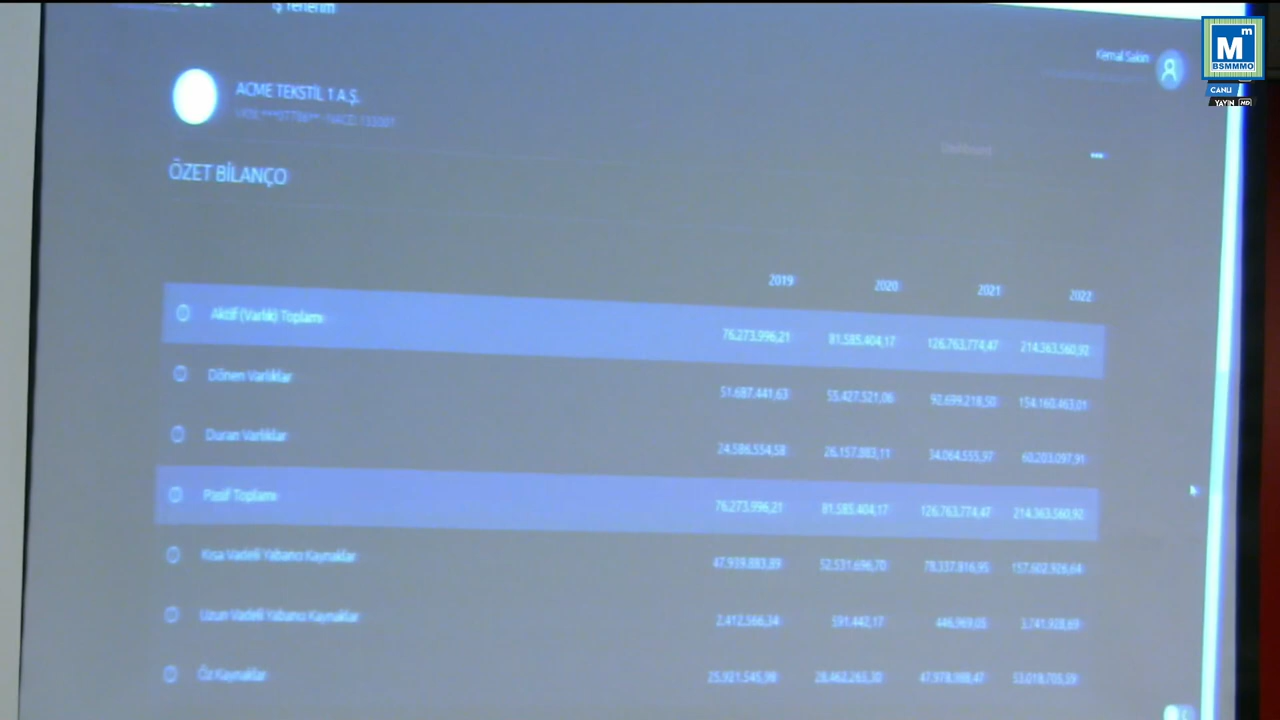 İş Yerlerim
Kemal Sakin
M m
BSMMMO
CANLI
YAYIN HD
ACME TEKSTİL 1 A.Ş.
Dashboard
ÖZET BİLANÇO
2019 2020 2021 2022
Aktif (Varlık) Toplamı 76.273.996,21 81.585.404,17 126.763.774,47 214.363.560,92
Dönen Varlıklar 51.687.441,63 55.427.521,06 92.699.218,50 154.160.463,01
Duran Varlıklar 24.586.554,58 26.157.883,11 34.064.555,97 60.203.097,91
Pasif Toplamı 76.273.996,21 81.585.404,17 126.763.774,47 214.363.560,92
Kısa Vadeli Yabancı Kaynaklar 47.939.883,89 52.531.696,70 78.337.816,95 157.602.926,64
Uzun Vadeli Yabancı Kaynaklar 2.412.566,34 591.442,17 446.969,05 3.741.928,69
Öz Kaynaklar 25.921.545,98 28.462.265,30 47.978.988,47 53.018.705,59